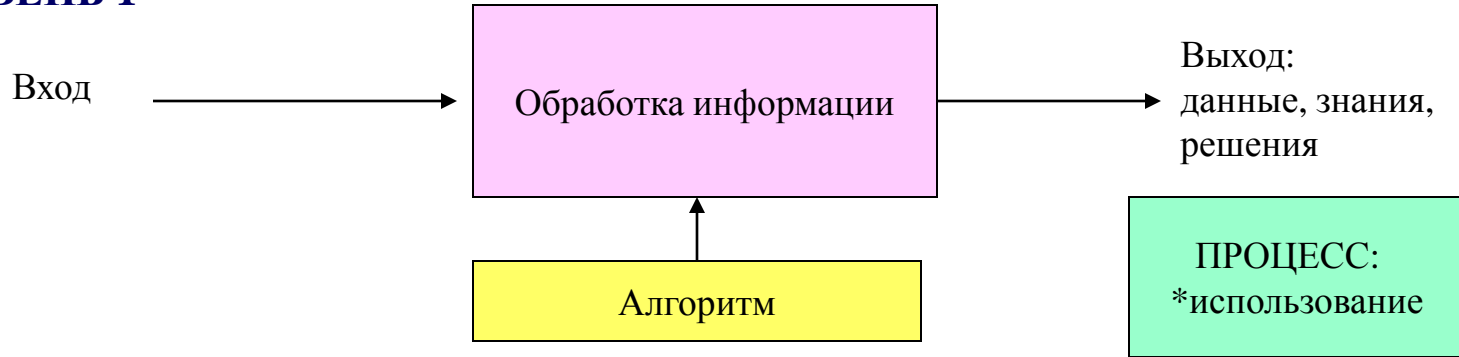 Вход
Обработка информации
Выход:
данные, знания,
решения
Алгоритм
ПРОЦЕСС:
*использование